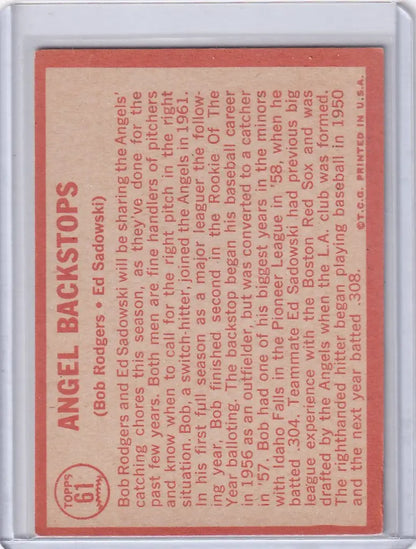 TOPPS
61
ANGEL BACKSTOPS
(Bob Rodgers • Ed Sadowski)
Bob Rodgers and Ed Sadowski will be sharing the Angels'
catching chores this season, as they've done for the
past few years. Both men are fine handlers of pitchers
and know when to call for the right pitch in the right
situation. Bob, a switch-hitter, joined the Angels in 1961.
In his first full season as a major leaguer the follow-
ing year, Bob finished second in the Rookie Of The
Year balloting. The backstop began his baseball career
in 1956 as an outfielder, but was converted to a catcher
in '57. Bob had one of his biggest years in the minors
with Idaho Falls in the Pioneer League in '58, when he
batted .304. Teammate Ed Sadowski had previous big
league experience with the Boston Red Sox and was
drafted by the Angels when the L.A. club was formed.
The righthanded hitter began playing baseball in 1950
and the next year batted .308.
©T.C.G. PRINTED IN U.S.A.